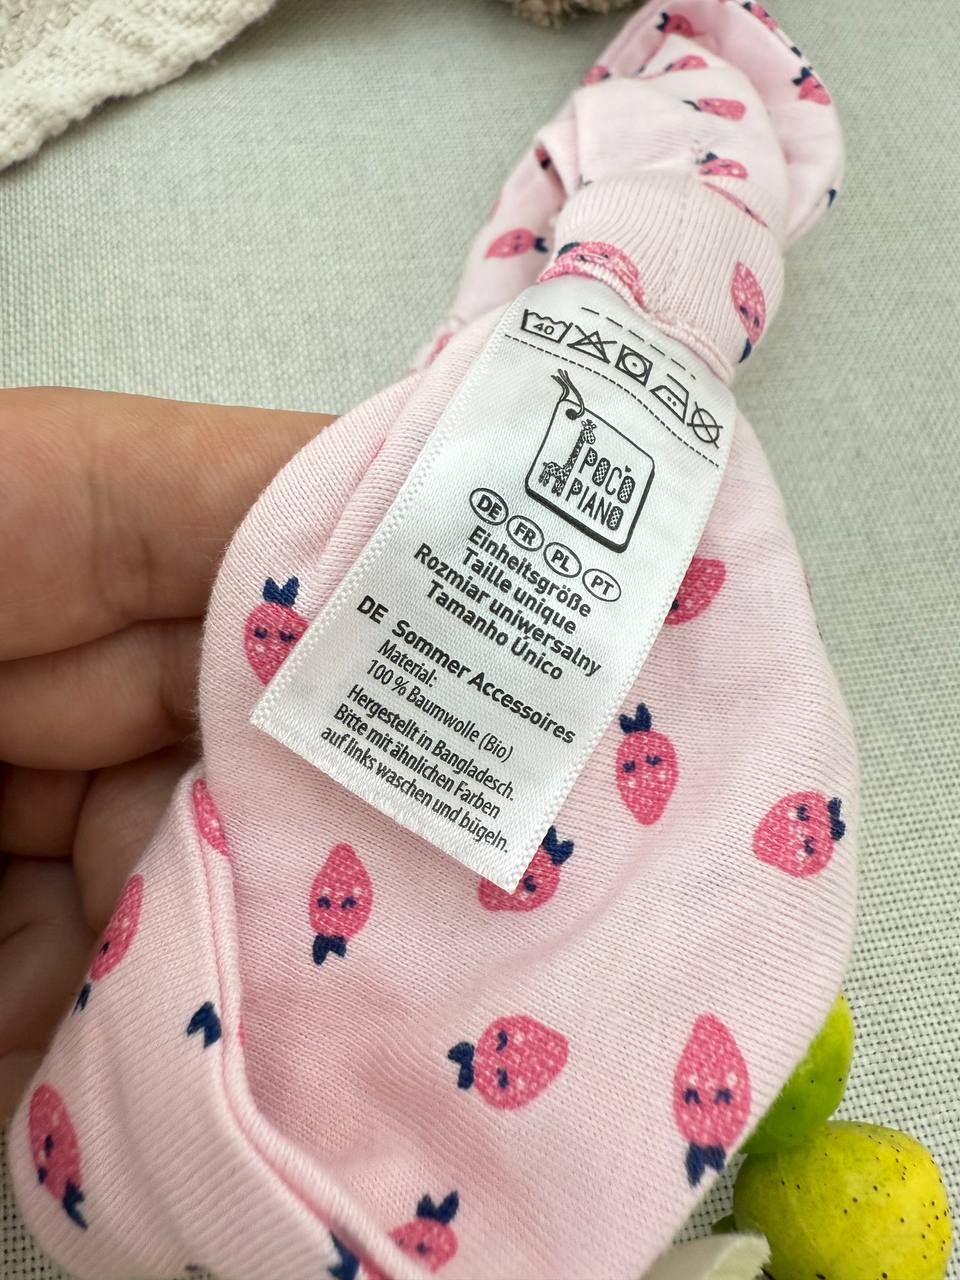 40
POCO
PIANO
DE FR PL PT
Einheitsgröße
Taille unique
Rozmiar uniwersalny
Tamanho Único
DE Sommer Accessoires
Material:
100 % Baumwolle (Bio)
Hergestellt in Bangladesch.
Bitte mit ähnlichen Farben
auf links waschen und bügeln.